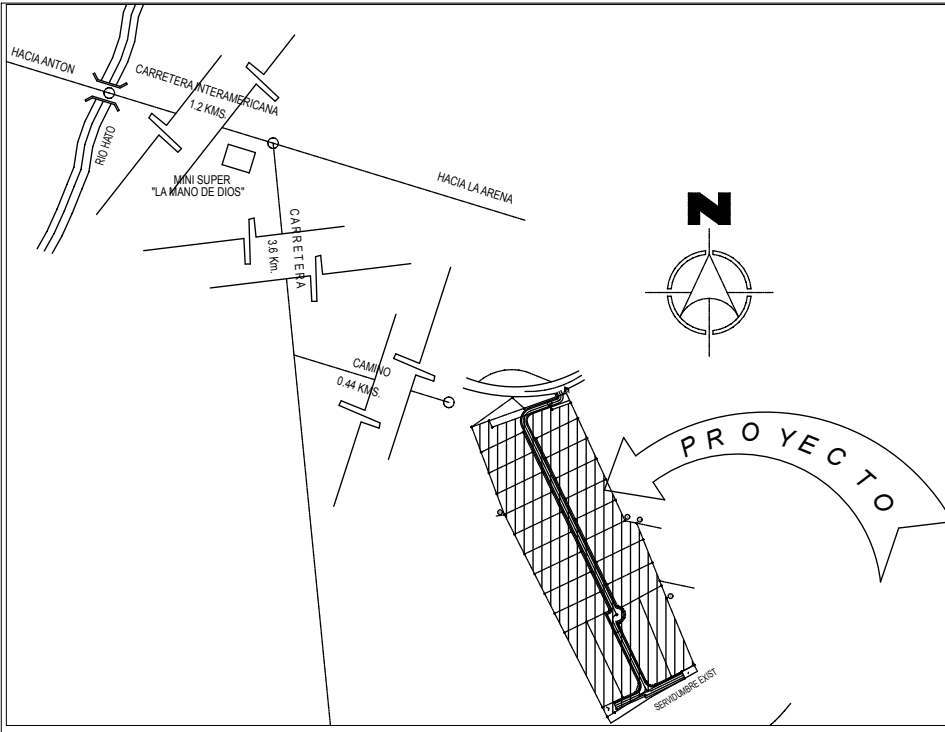 HACIA ANTON
CARRETERA INTERAMERICANA
1.2 KMS.
RIO HATO
MINI SUPER
"LA MANO DE DIOS"
HACIA LA ARENA
CARRETERA
3.6 Km.
N
CAMINO
0.44 KMS.
PROYECTO
SERVIDUMBRE EXIST